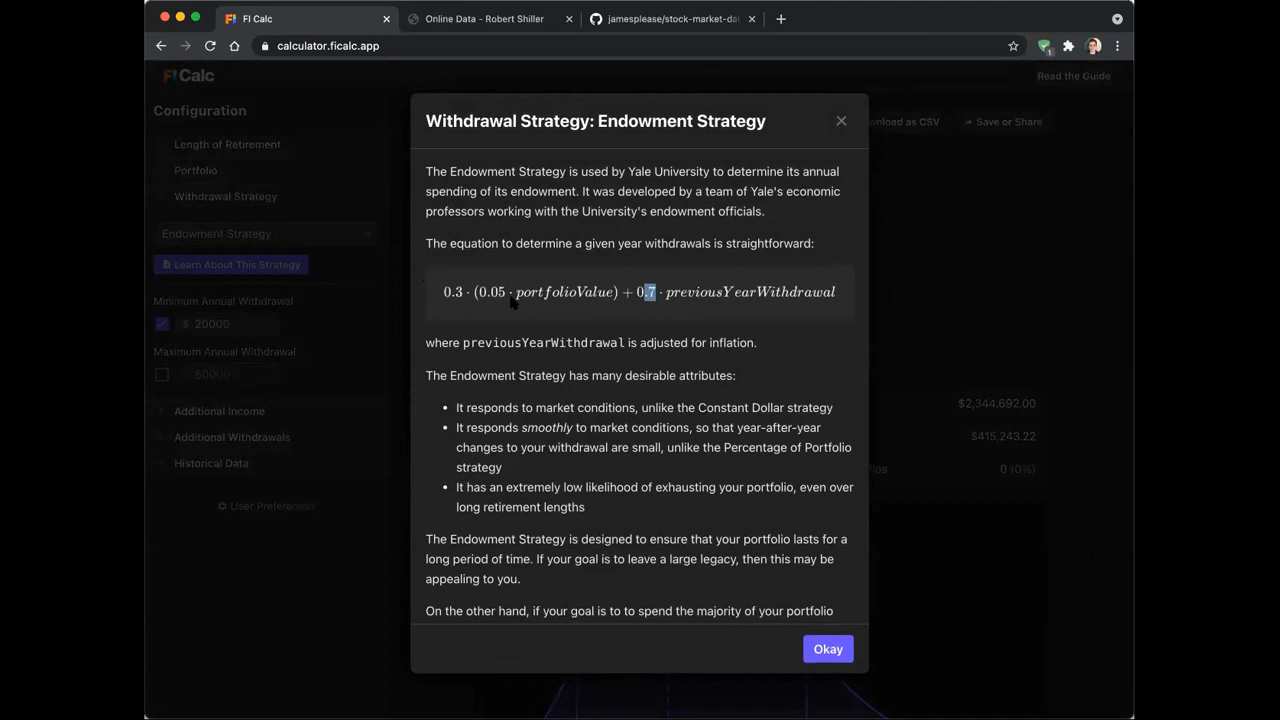 FI Calc
Online Data - Robert Shiller
jamesplease/stock-market-da
calculator.ficalc.app
1
FI Calc
Read the Guide
Configuration
Length of Retirement
Portfolio
Withdrawal Strategy
Endowment Strategy
Learn About This Strategy
Minimum Annual Withdrawal
$ 20000
Maximum Annual Withdrawal
$ 60000
Additional Income
Additional Withdrawals
Historical Data
User Preferences
Download as CSV
Save or Share
$2,344,692.00
$415,243.22
0 (0%)
Withdrawal Strategy: Endowment Strategy
The Endowment Strategy is used by Yale University to determine its annual
spending of its endowment. It was developed by a team of Yale's economic
professors working with the University's endowment officials.
The equation to determine a given year withdrawals is straightforward:
0.3 · (0.05 · portfolioValue) + 0.7 · previousYearWithdrawal
where previousYearWithdrawal is adjusted for inflation.
The Endowment Strategy has many desirable attributes:
• It responds to market conditions, unlike the Constant Dollar strategy
• It responds smoothly to market conditions, so that year-after-year
changes to your withdrawal are small, unlike the Percentage of Portfolio
strategy
• It has an extremely low likelihood of exhausting your portfolio, even over
long retirement lengths
The Endowment Strategy is designed to ensure that your portfolio lasts for a
long period of time. If your goal is to leave a large legacy, then this may be
appealing to you.
On the other hand, if your goal is to to spend the majority of your portfolio
Okay